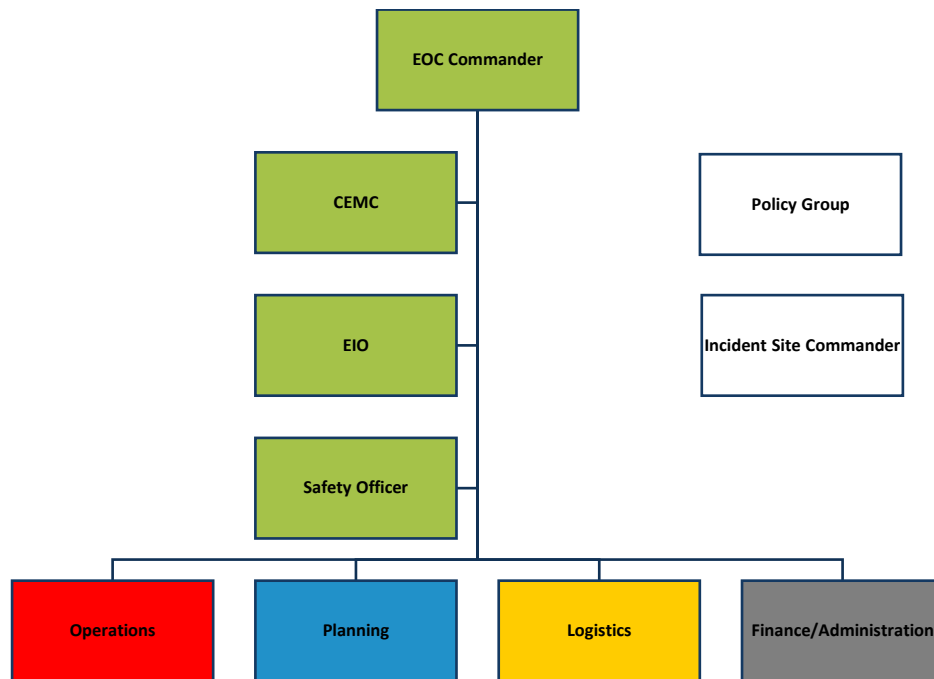 EOC Commander
CEMC
Policy Group
EIO
Incident Site Commander
Safety Officer
Operations
Planning
Logistics
Finance/Administration